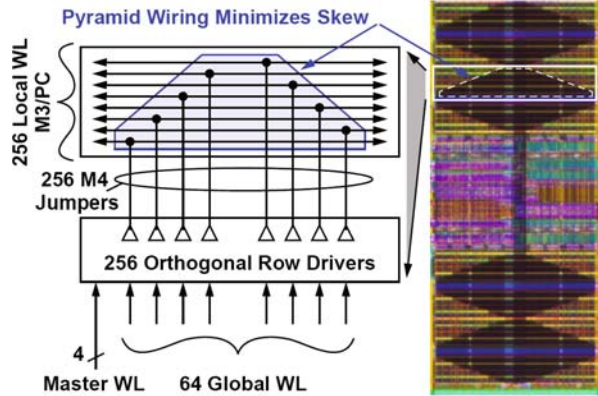 Pyramid Wiring Minimizes Skew
256 Local WL
M3/PC
256 M4
Jumpers
256 Orthogonal Row Drivers
4
Master WL
64 Global WL